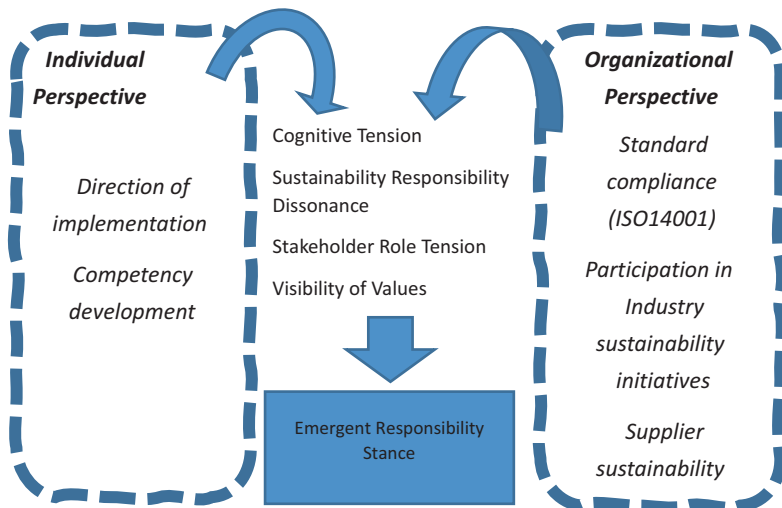 Individual
Perspective
Direction of
implementation
Competency
development
Cognitive Tension
Sustainability Responsibility
Dissonance
Stakeholder Role Tension
Visibility of Values
Emergent Responsibility
Stance
Organizational
Perspective
Standard
compliance
(ISO14001)
Participation in
Industry
sustainability
initiatives
Supplier
sustainability